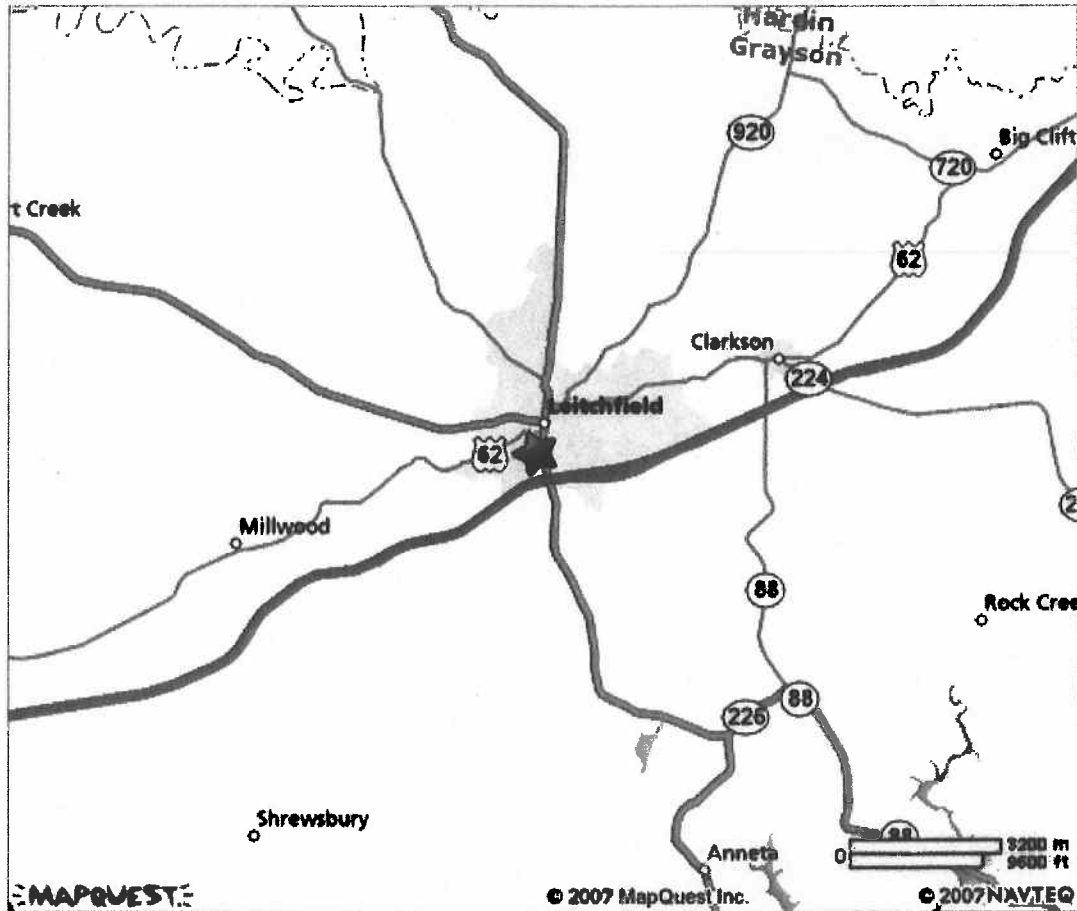 Hardin
Grayson
920
Big Clift
720
t Creek
62
Clarkson
224
Leitchfield
62
Millwood
88
Rock Cree
88
226
Shrewsbury
88
0
3200 m
9600 ft
Anneta
MAPQUEST
© 2007 MapQuest Inc.
© 2007 NAVTEQ